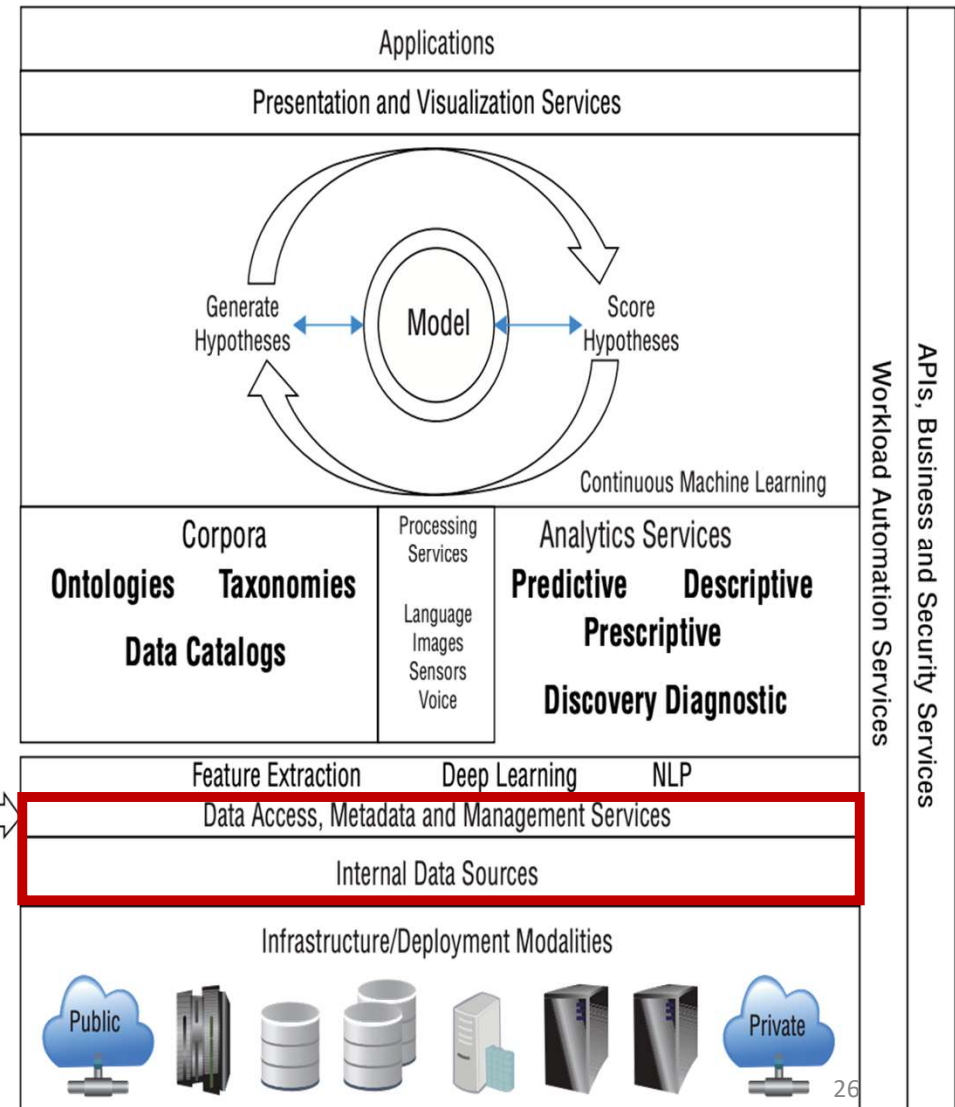 Applications
Presentation and Visualization Services
Generate
Hypotheses
Model
Score
Hypotheses
Continuous Machine Learning
Corpora
Ontologies Taxonomies
Data Catalogs
Processing
Services
Language
Images
Sensors
Voice
Analytics Services
Predictive Descriptive
Prescriptive
Discovery Diagnostic
Feature Extraction Deep Learning NLP
Data Access, Metadata and Management Services
Internal Data Sources
Infrastructure/Deployment Modalities
Public
Private
Workload Automation Services
APIs, Business and Security Services
26